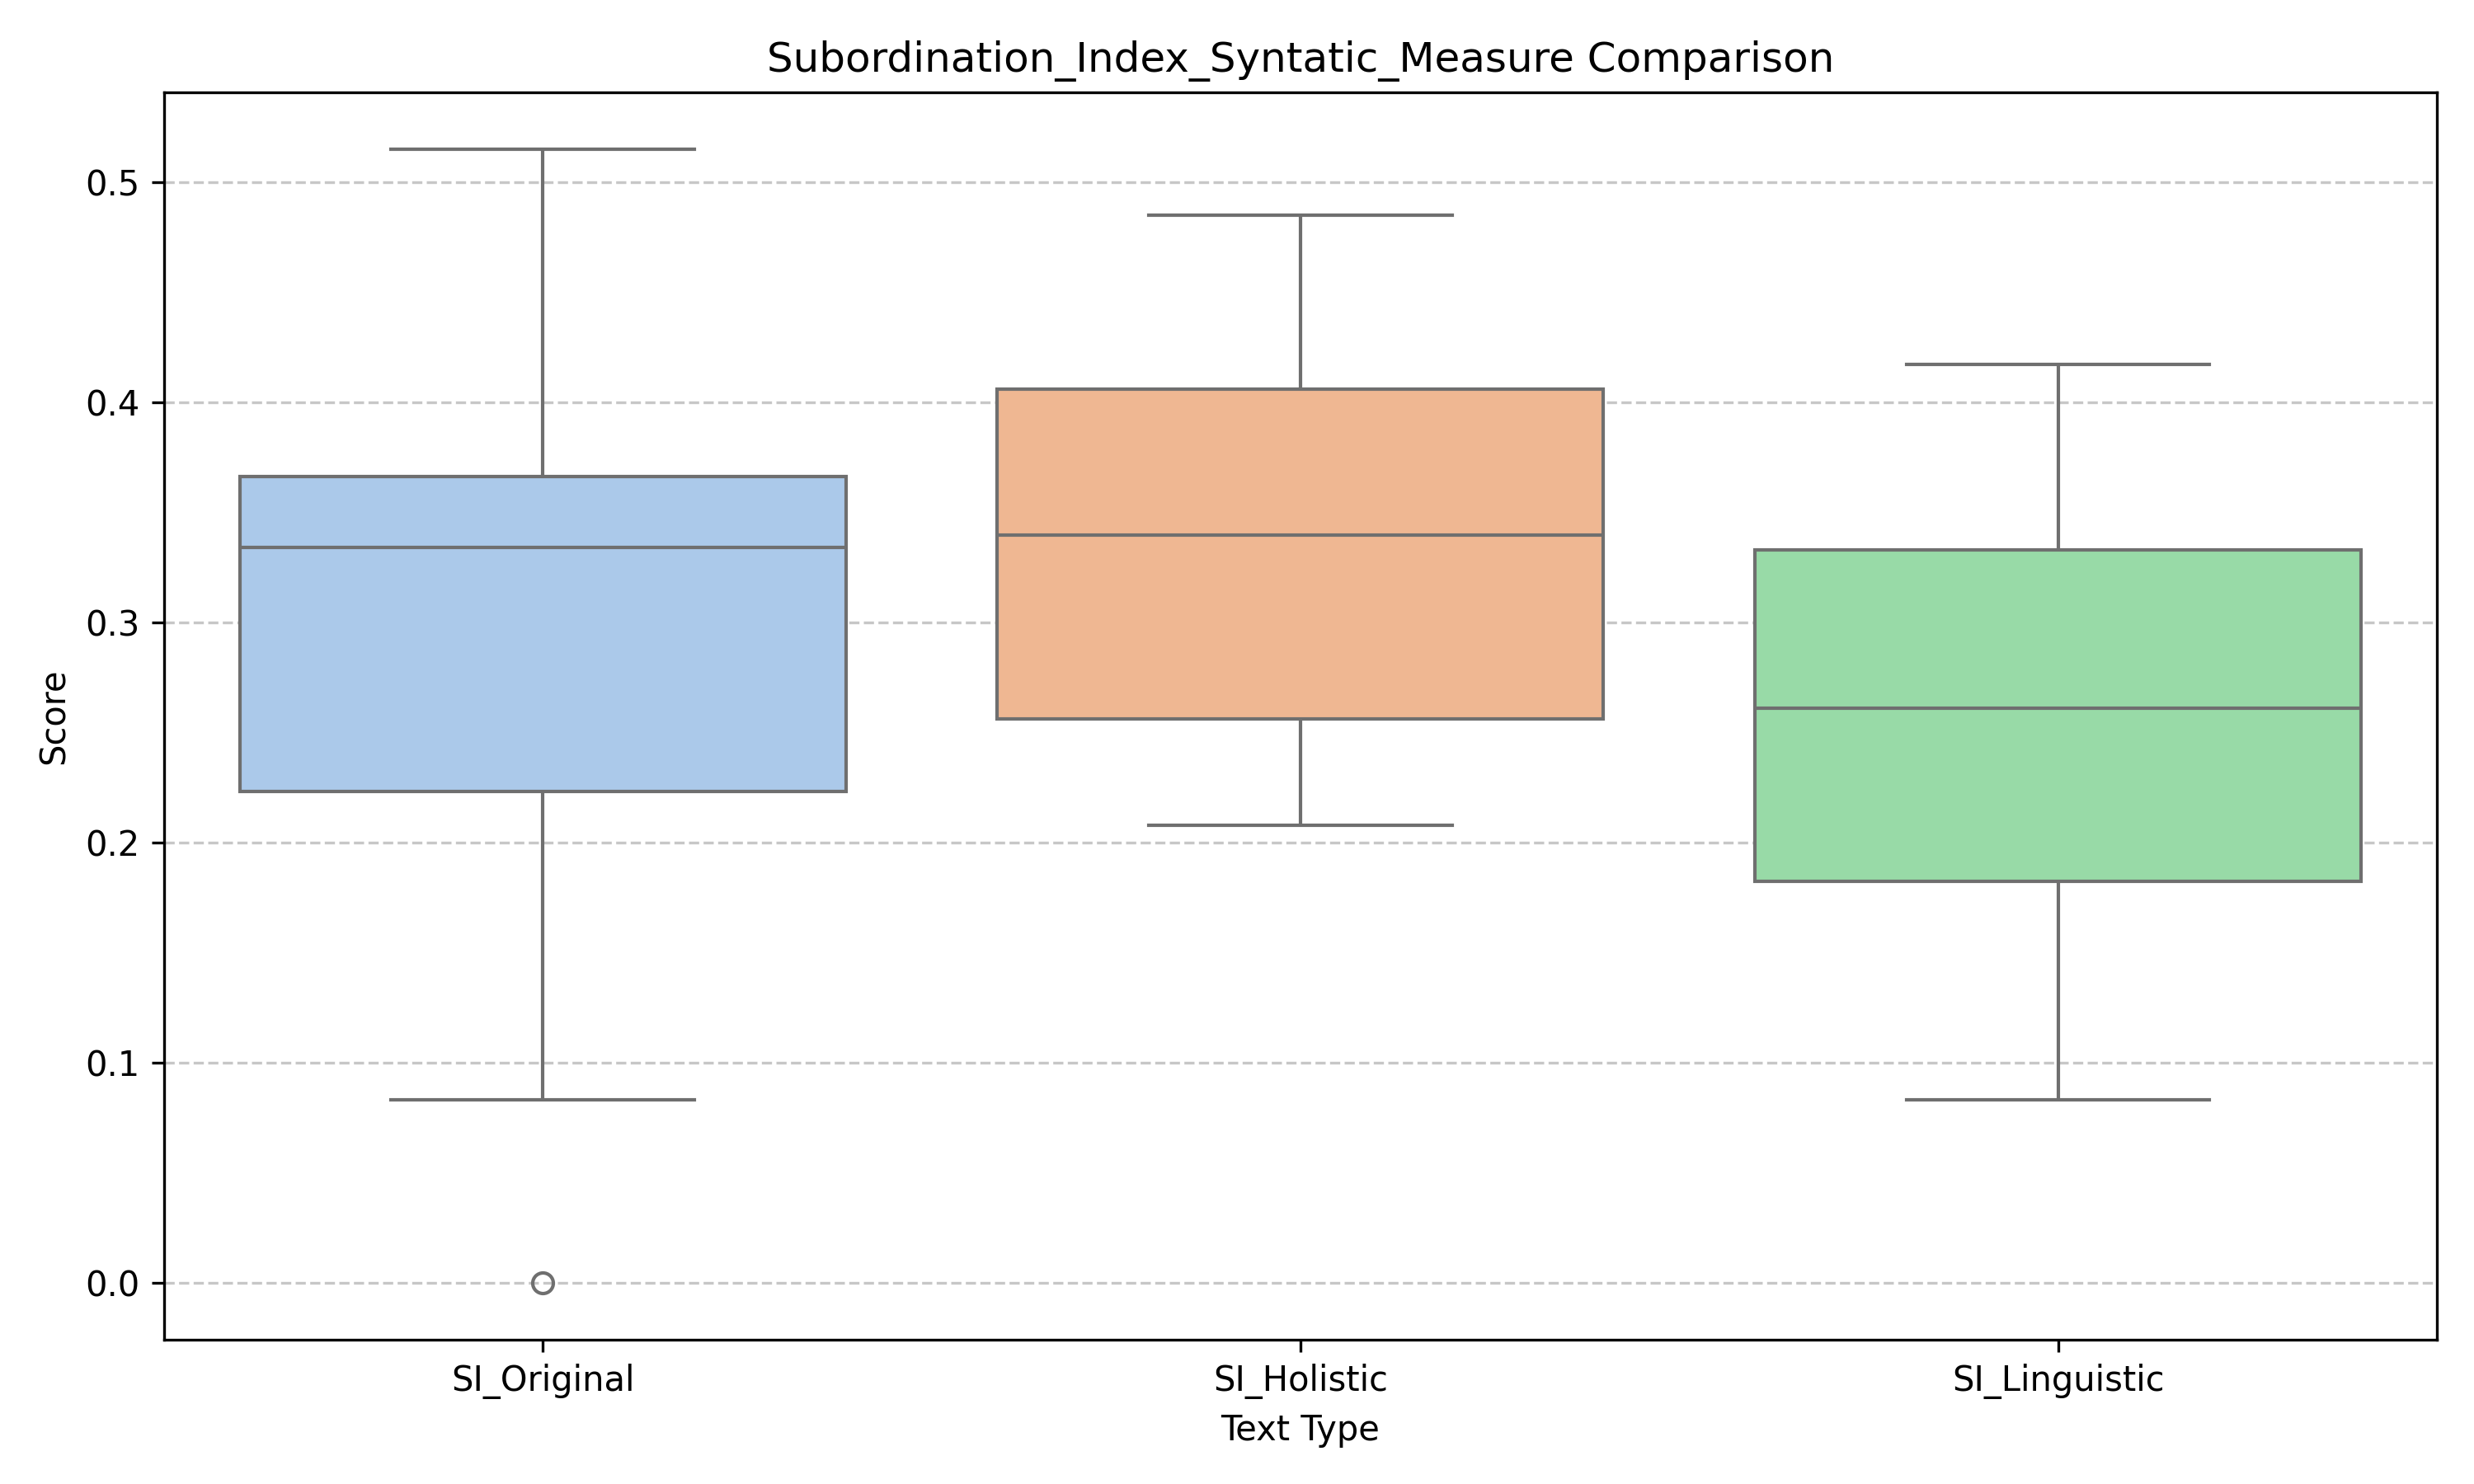 Subordination_Index_Syntatic_Measure Comparison
Score
0.5
0.4
0.3
0.2
0.1
0.0
SI_Original
SI_Holistic
SI_Linguistic
Text Type